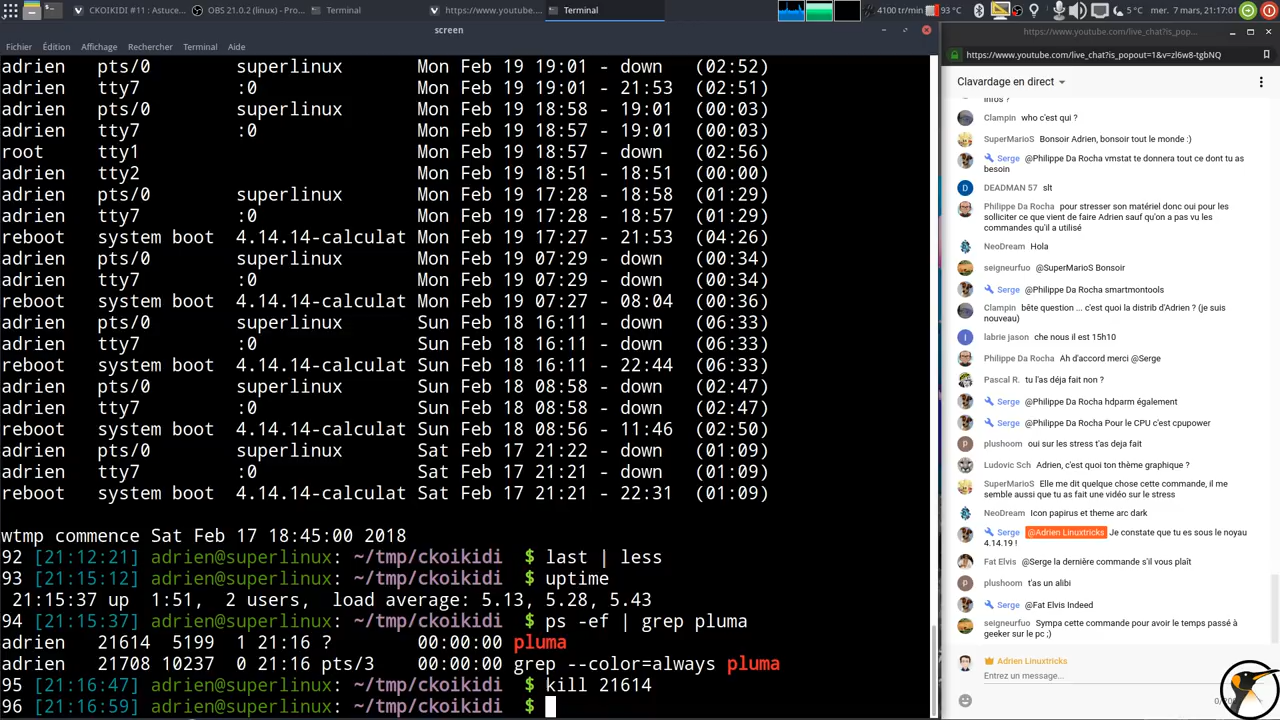 CKOIKIDI #11 : Astuce...
OBS 21.0.2 (linux) - Pro...
Terminal
https://www.youtube....
Terminal
4100 tr/min
93 °C
5 °C
mer. 7 mars, 21:17:01
screen
Fichier Édition Affichage Rechercher Terminal Aide
adrien pts/0 superlinux Mon Feb 19 19:01 - down (02:52)
adrien tty7 :0 Mon Feb 19 19:01 - 21:53 (02:51)
adrien pts/0 superlinux Mon Feb 19 18:58 - 19:01 (00:03)
adrien tty7 :0 Mon Feb 19 18:57 - 19:01 (00:03)
root tty1 Mon Feb 19 18:57 - down (02:56)
adrien tty2 Mon Feb 19 18:51 - 18:51 (00:00)
adrien pts/0 superlinux Mon Feb 19 17:28 - 18:58 (01:29)
adrien tty7 :0 Mon Feb 19 17:28 - 18:57 (01:29)
reboot system boot 4.14.14-calculat Mon Feb 19 17:27 - 21:53 (04:26)
adrien pts/0 superlinux Mon Feb 19 07:29 - down (00:34)
adrien tty7 :0 Mon Feb 19 07:29 - down (00:34)
reboot system boot 4.14.14-calculat Mon Feb 19 07:27 - 08:04 (00:36)
adrien pts/0 superlinux Sun Feb 18 16:11 - down (06:33)
adrien tty7 :0 Sun Feb 18 16:11 - down (06:33)
reboot system boot 4.14.14-calculat Sun Feb 18 16:11 - 22:44 (06:33)
adrien pts/0 superlinux Sun Feb 18 08:58 - down (02:47)
adrien tty7 :0 Sun Feb 18 08:58 - down (02:47)
reboot system boot 4.14.14-calculat Sun Feb 18 08:56 - 11:46 (02:50)
adrien pts/0 superlinux Sat Feb 17 21:22 - down (01:09)
adrien tty7 :0 Sat Feb 17 21:21 - down (01:09)
reboot system boot 4.14.14-calculat Sat Feb 17 21:21 - 22:31 (01:09)
wtmp commence Sat Feb 17 2018
92 [21:12:21] adrien@superlinux: ~/tmp/ckoikidi $ last | less
93 [21:15:12] adrien@superlinux: ~/tmp/ckoikidi $ uptime
21:15:37 up 1:51, 2 users, load average: 5.13, 5.28, 5.43
94 [21:15:37] adrien@superlinux: ~/tmp/ckoikidi $ ps -ef | grep pluma
adrien 21614 5199 1 21:16 00:00:00 pluma
adrien 21708 10237 0 21:16 pts/3 00:00:00 grep --color=always pluma
95 [21:16:47] adrien@superlinux: ~/tmp/ckoikidi $ kill 21614
96 [21:16:59] adrien@superlinux: ~/tmp/ckoikidi $
https://www.youtube.com/live_chat?is_pop...
https://www.youtube.com/live_chat?is_popout=1&v=zl6w8-tgbNQ
Clavardage en direct
infos ?
Clampin who c'est qui ?
SuperMarioS Bonsoir Adrien, bonsoir tout le monde :)
Serge @Philippe Da Rocha vmstat te donnera tout ce dont tu as
besoin
D DEADMAN 57 slt
Philippe Da Rocha pour stresser son matériel donc oui pour les
solliciter ce que vient de faire Adrien sauf qu'on a pas vu les
commandes qu'il a utilisé
NeoDream Hola
seigneurfuo @SuperMarioS Bonsoir
Serge @Philippe Da Rocha smartmontools
Clampin bête question ... c'est quoi la distrib d'Adrien ? (je suis
nouveau)
labrie jason che nous il est 15h10
Philippe Da Rocha Ah d'accord merci @Serge
Pascal R. tu l'as déja fait non ?
Serge @Philippe Da Rocha hdparm également
Serge @Philippe Da Rocha Pour le CPU c'est cpupower
P plushoom oui sur les stress t'as deja fait
Ludovic Sch Adrien, c'est quoi ton thème graphique ?
SuperMarioS Elle me dit quelque chose cette commande, il me
semble aussi que tu as fait une vidéo sur le stress
NeoDream Icon papirus et theme arc dark
Serge @Adrien Linuxtricks Je constate que tu es sous le noyau
4.14.19 !
Fat Elvis @Serge la dernière commande s'il vous plaît
P plushoom t'as un alibi
Serge @Fat Elvis Indeed
seigneurfuo Sympa cette commande pour avoir le temps passé à
geeker sur le pc ;)
Adrien Linuxtricks
Entrez un message...